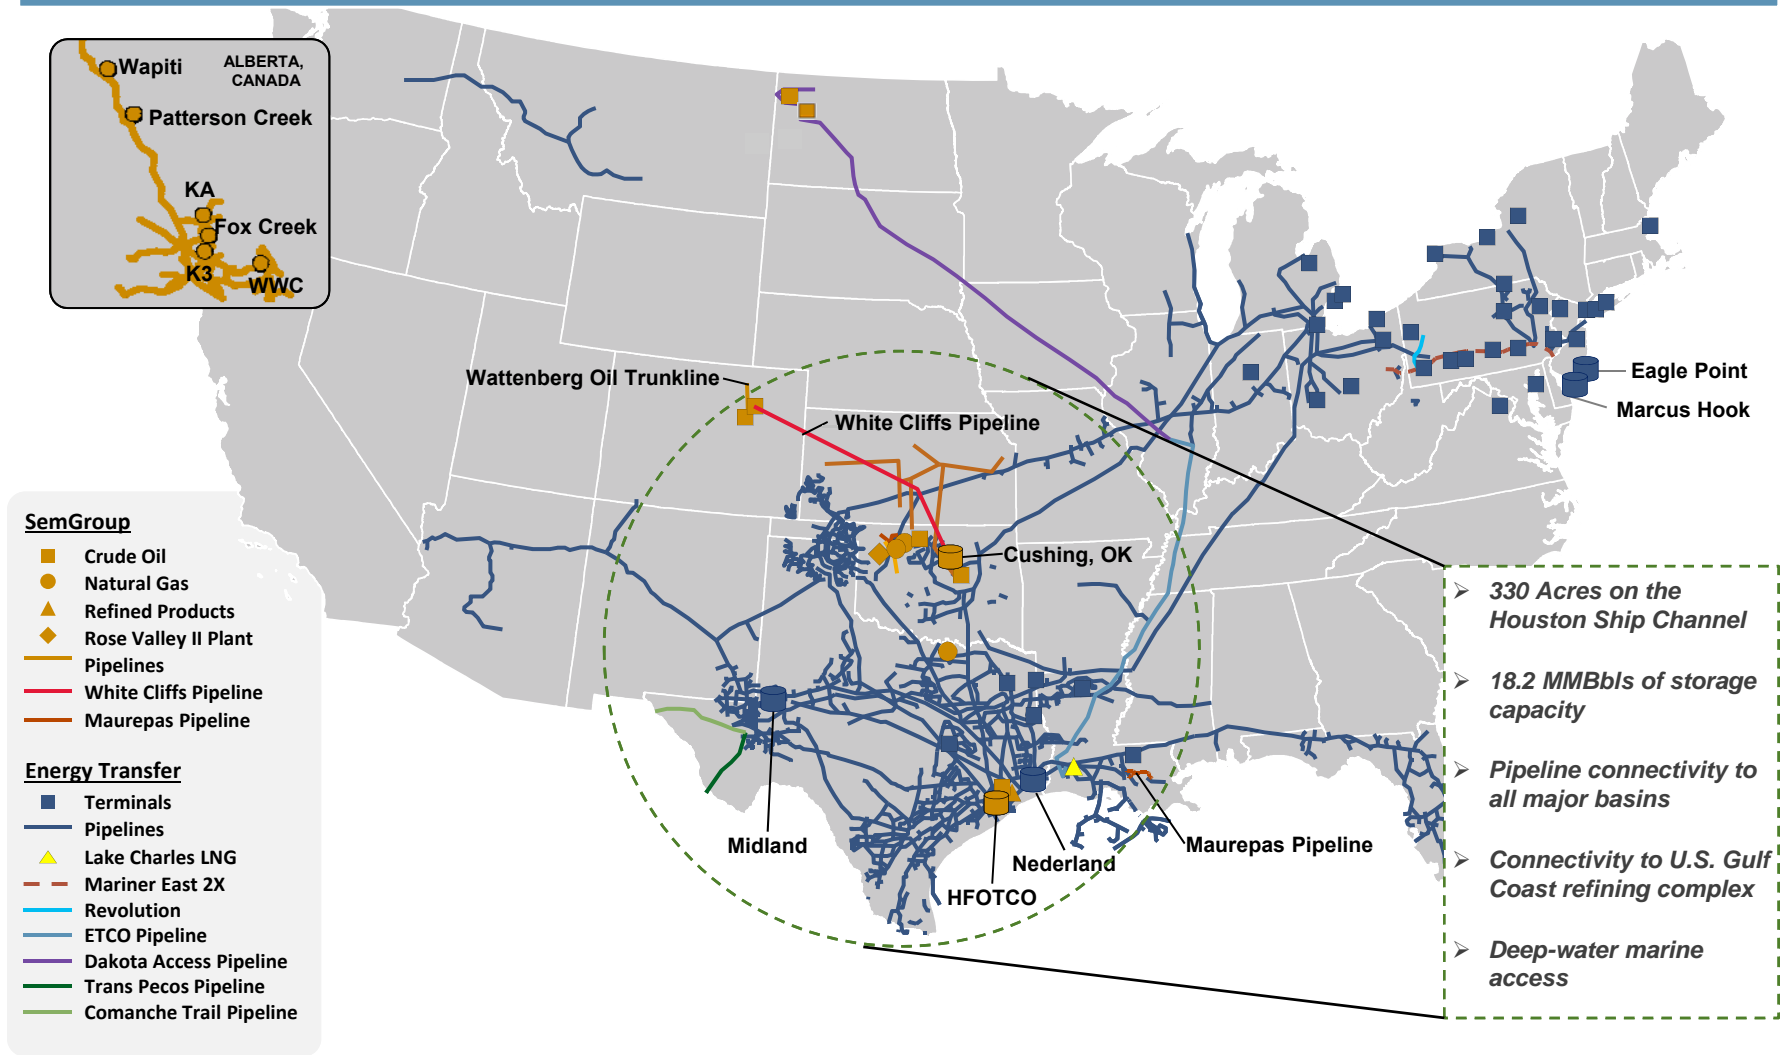 ALBERTA,
CANADA
Wapiti
Patterson Creek
KA
Fox Creek
K3
WWC
Wattenberg Oil Trunkline
White Cliffs Pipeline
Eagle Point
Marcus Hook
Cushing, OK
Midland
HFOTCO
Nederland
Maurepas Pipeline
SemGroup
Crude Oil
Natural Gas
Refined Products
Rose Valley II Plant
Pipelines
White Cliffs Pipeline
Maurepas Pipeline
Energy Transfer
Terminals
Pipelines
Lake Charles LNG
Mariner East 2X
Revolution
ETCO Pipeline
Dakota Access Pipeline
Trans Pecos Pipeline
Comanche Trail Pipeline
➢ 330 Acres on the
Houston Ship Channel
➢ 18.2 MMBbls of storage
capacity
➢ Pipeline connectivity to
all major basins
➢ Connectivity to U.S. Gulf
Coast refining complex
➢ Deep-water marine
access